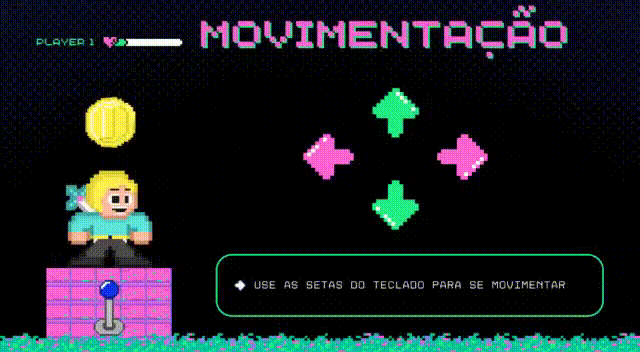 PLAYER 1
MOVIMENTAÇÃO
USE AS SETAS DO TECLADO PARA SE MOVIMENTAR